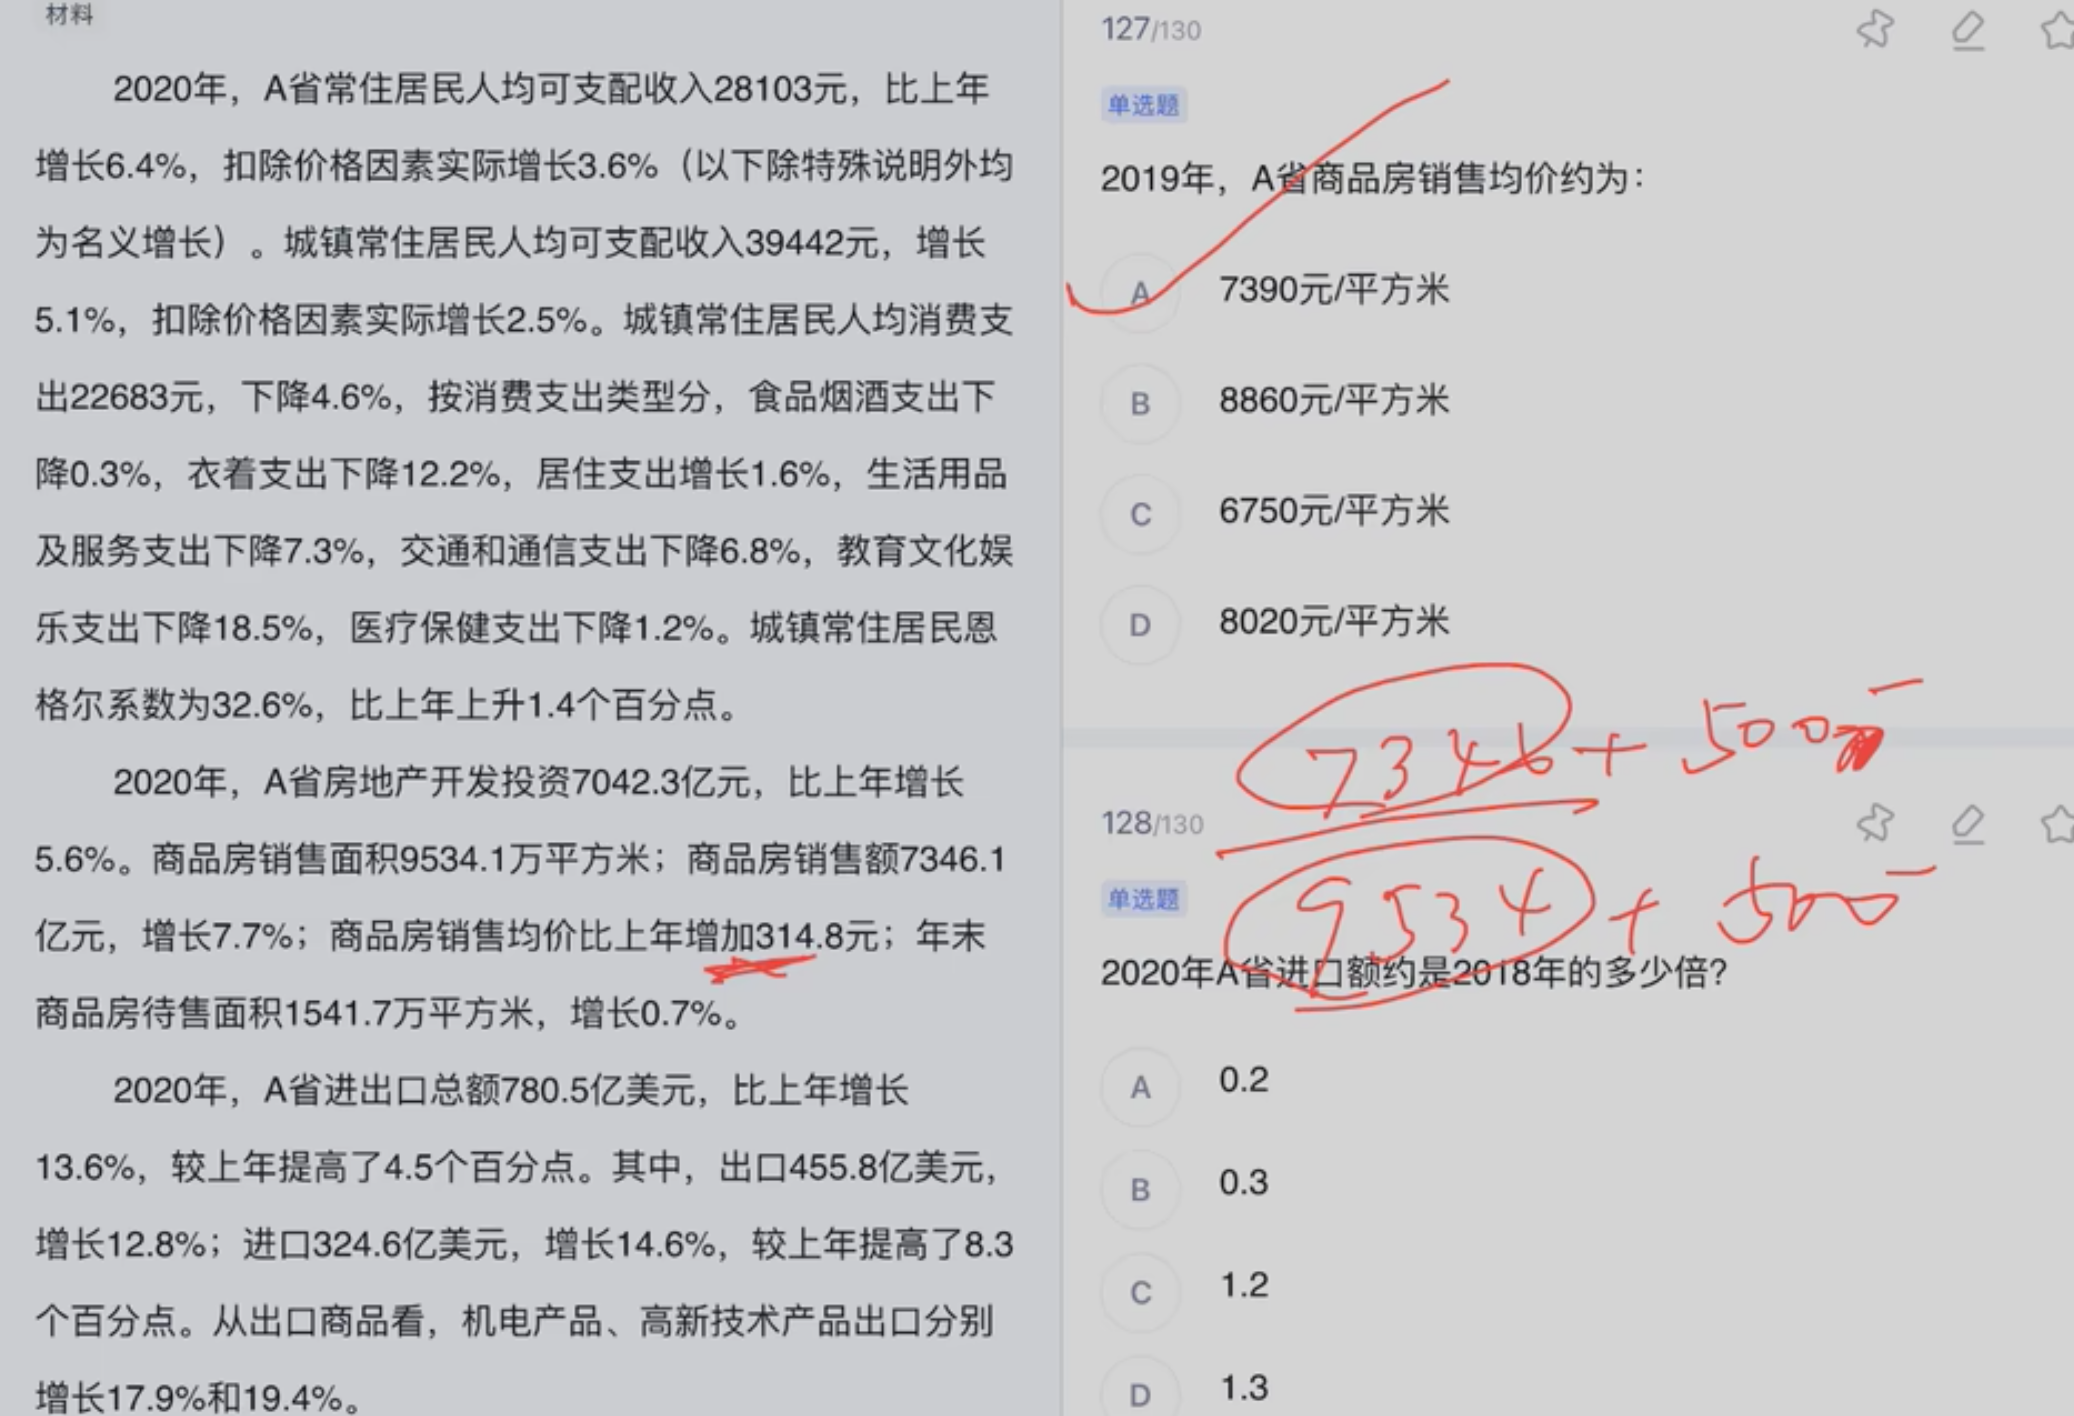 材料
2020年，A省常住居民人均可支配收入28103元，比上年
增长6.4%，扣除价格因素实际增长3.6%（以下除特殊说明外均
为名义增长）。城镇常住居民人均可支配收入39442元，增长
5.1%，扣除价格因素实际增长2.5%。城镇常住居民人均消费支
出22683元，下降4.6%，按消费支出类型分，食品烟酒支出下
降0.3%，衣着支出下降12.2%，居住支出增长1.6%，生活用品
及服务支出下降7.3%，交通和通信支出下降6.8%，教育文化娱
乐支出下降18.5%，医疗保健支出下降1.2%。城镇常住居民恩
格尔系数为32.6%，比上年上升1.4个百分点。
2020年，A省房地产开发投资7042.3亿元，比上年增长
5.6%。商品房销售面积9534.1万平方米；商品房销售额7346.1
亿元，增长7.7%；商品房销售均价比上年增加314.8元；年末
商品房待售面积1541.7万平方米，增长0.7%。
2020年，A省进出口总额780.5亿美元，比上年增长
13.6%，较上年提高了4.5个百分点。其中，出口455.8亿美元，
增长12.8%；进口324.6亿美元，增长14.6%，较上年提高了8.3
个百分点。从出口商品看，机电产品、高新技术产品出口分别
增长17.9%和19.4%。
127/130
单选题
2019年，A省商品房销售均价约为：
A 7390元/平方米
B 8860元/平方米
C 6750元/平方米
D 8020元/平方米
7346 + 500
128/130
9534 + 500
单选题
2020年A省进口额约是2018年的多少倍？
A 0.2
B 0.3
C 1.2
D 1.3